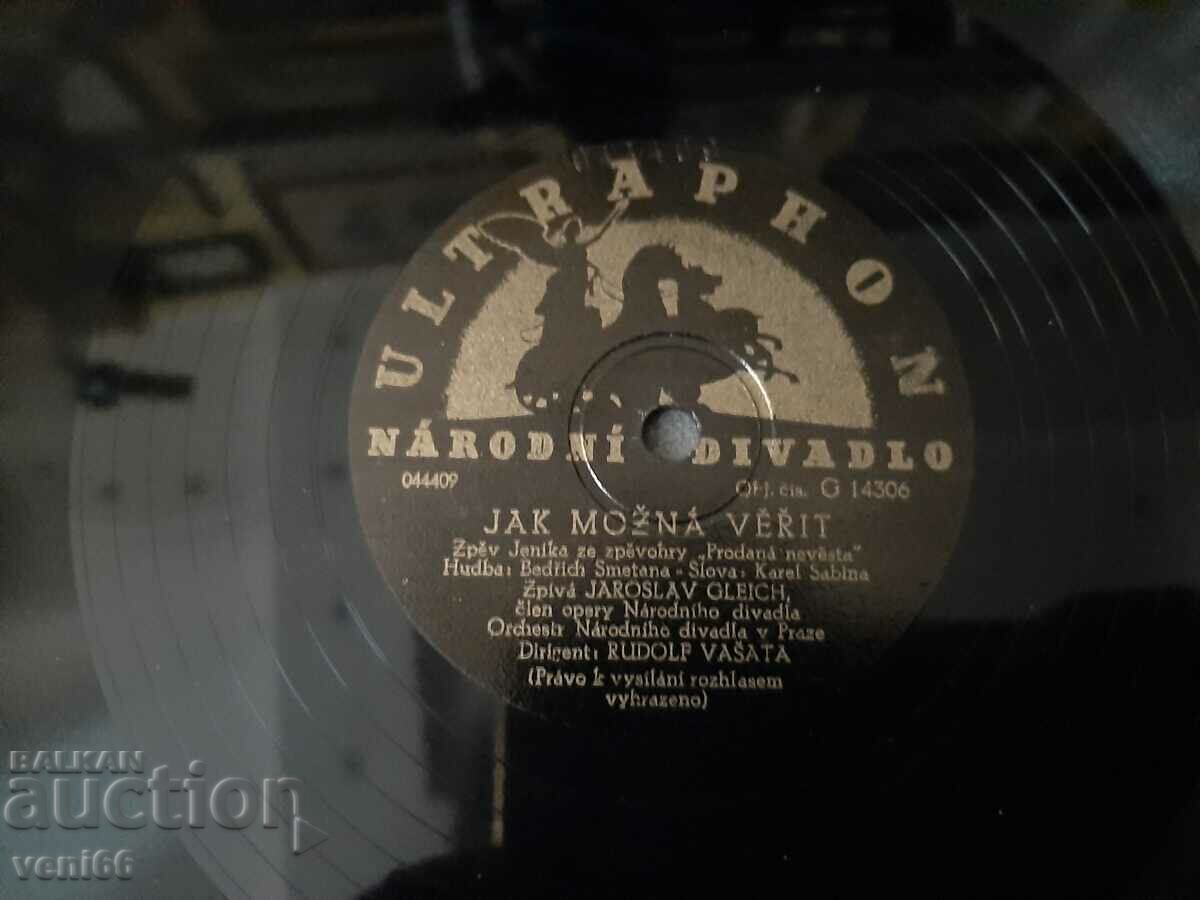 ULTRAPHON
NÁRODNÍ DIVADLO
044409 Obj. čís. G 14306
JAK MOŽNÁ VĚŘIT
Zpěv Jeníka ze zpěvohry „Prodaná nevěsta"
Hudba: Bedřich Smetana - Slova: Karel Sabina
Zpívá JAROSLAV GLEICH,
člen opery Národního divadla
Orchestr Národního divadla v Praze
Dirigent: RUDOLF VAŠATA
(Právo k vysílání rozhlasem
vyhrazeno)
BALKAN
auction
veni66